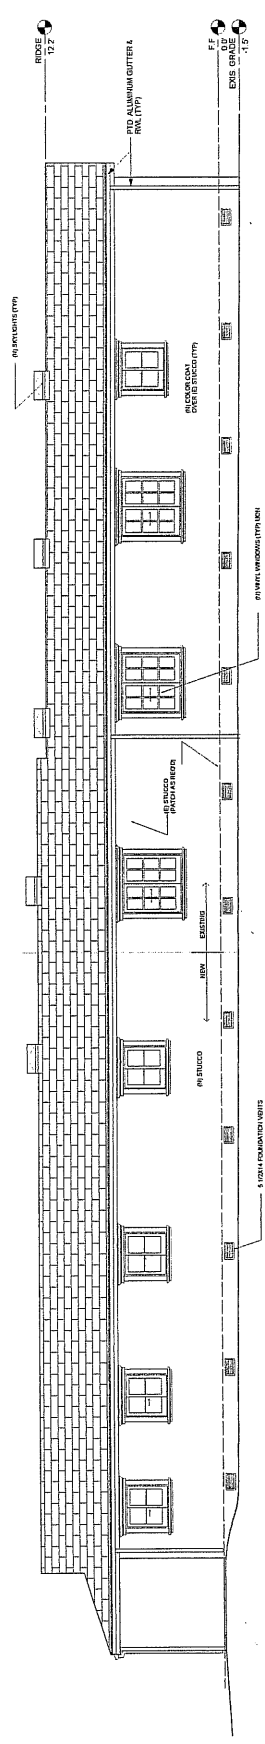 RIDGE
12.2'
F.F
0.0'
EXIS. GRADE
-1.5'
PTD. ALUMINUM GUTTER &
RWL (TYP)
(N) SKYLIGHTS (TYP)
(N) COLOR COAT
OVER (E) STUCCO (TYP)
(N) VINYL WINDOWS (TYP) UON
(E) STUCCO
(PATCH AS REQ'D)
EXISTING
NEW
(N) STUCCO
5 1/2X14 FOUNDATION VENTS